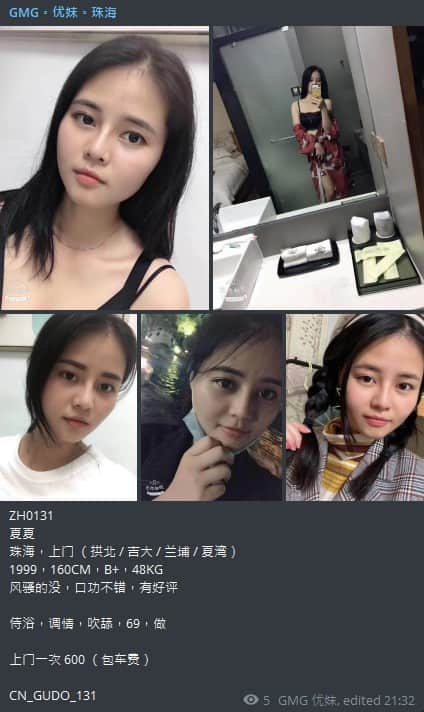 GMG。优妹。珠海
ZH0131
夏夏
珠海，上门（拱北 / 吉大 / 兰埔 / 夏湾）
1999，160CM，B+，48KG
风骚的没，口功不错，有好评
侍浴，调情，吹舔，69，做
上门一次 600（包车费）
CN_GUDO_131
5 GMG 优妹, edited 21:32